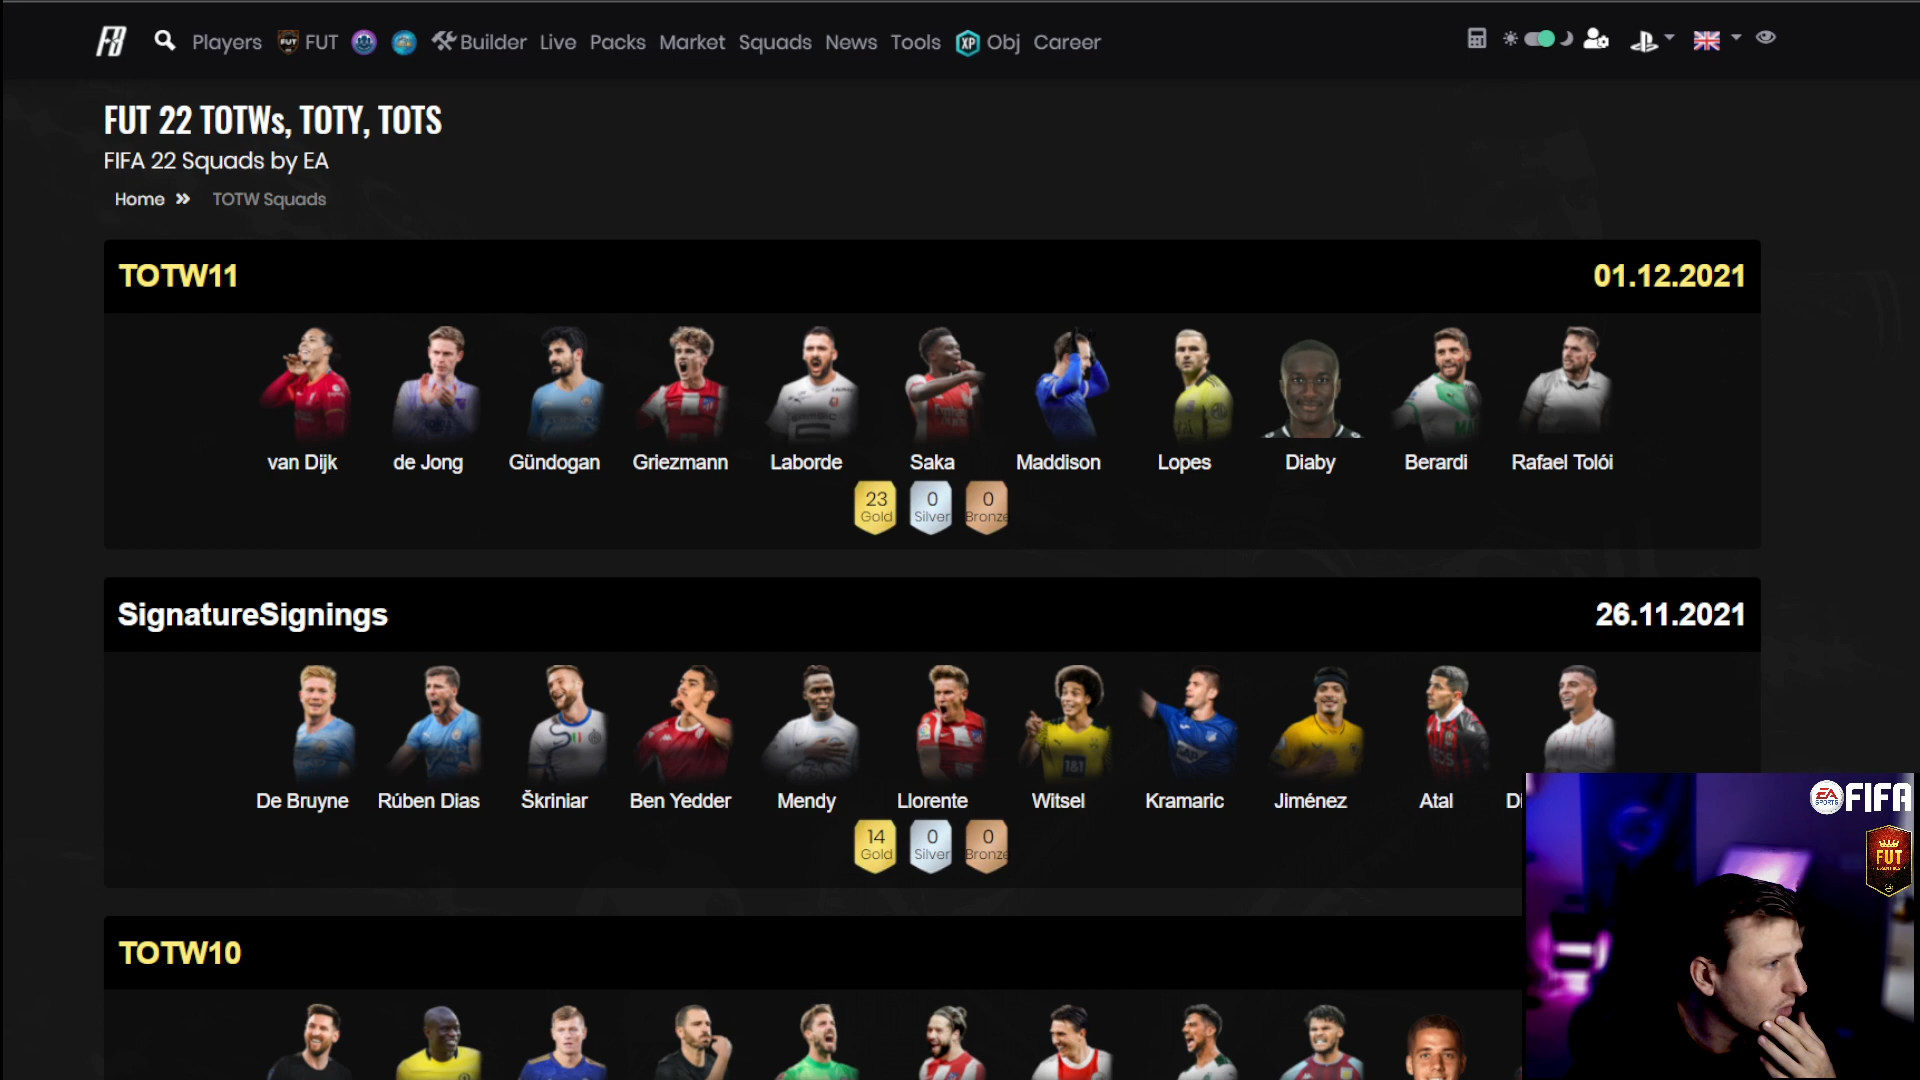 Players FUT Builder Live Packs Market Squads News Tools XP Obj Career
FUT 22 TOTWs, TOTY, TOTS
FIFA 22 Squads by EA
Home » TOTW Squads
TOTW11 01.12.2021
van Dijk de Jong Gündogan Griezmann Laborde Saka Maddison Lopes Diaby Berardi Rafael Tolói
23 0 0
Gold Silver Bronze
SignatureSignings 26.11.2021
De Bruyne Rúben Dias Škriniar Ben Yedder Mendy Llorente Witsel Kramaric Jiménez Atal
14 0 0
Gold Silver Bronze
EA SPORTS FIFA
FUT
TOTW10